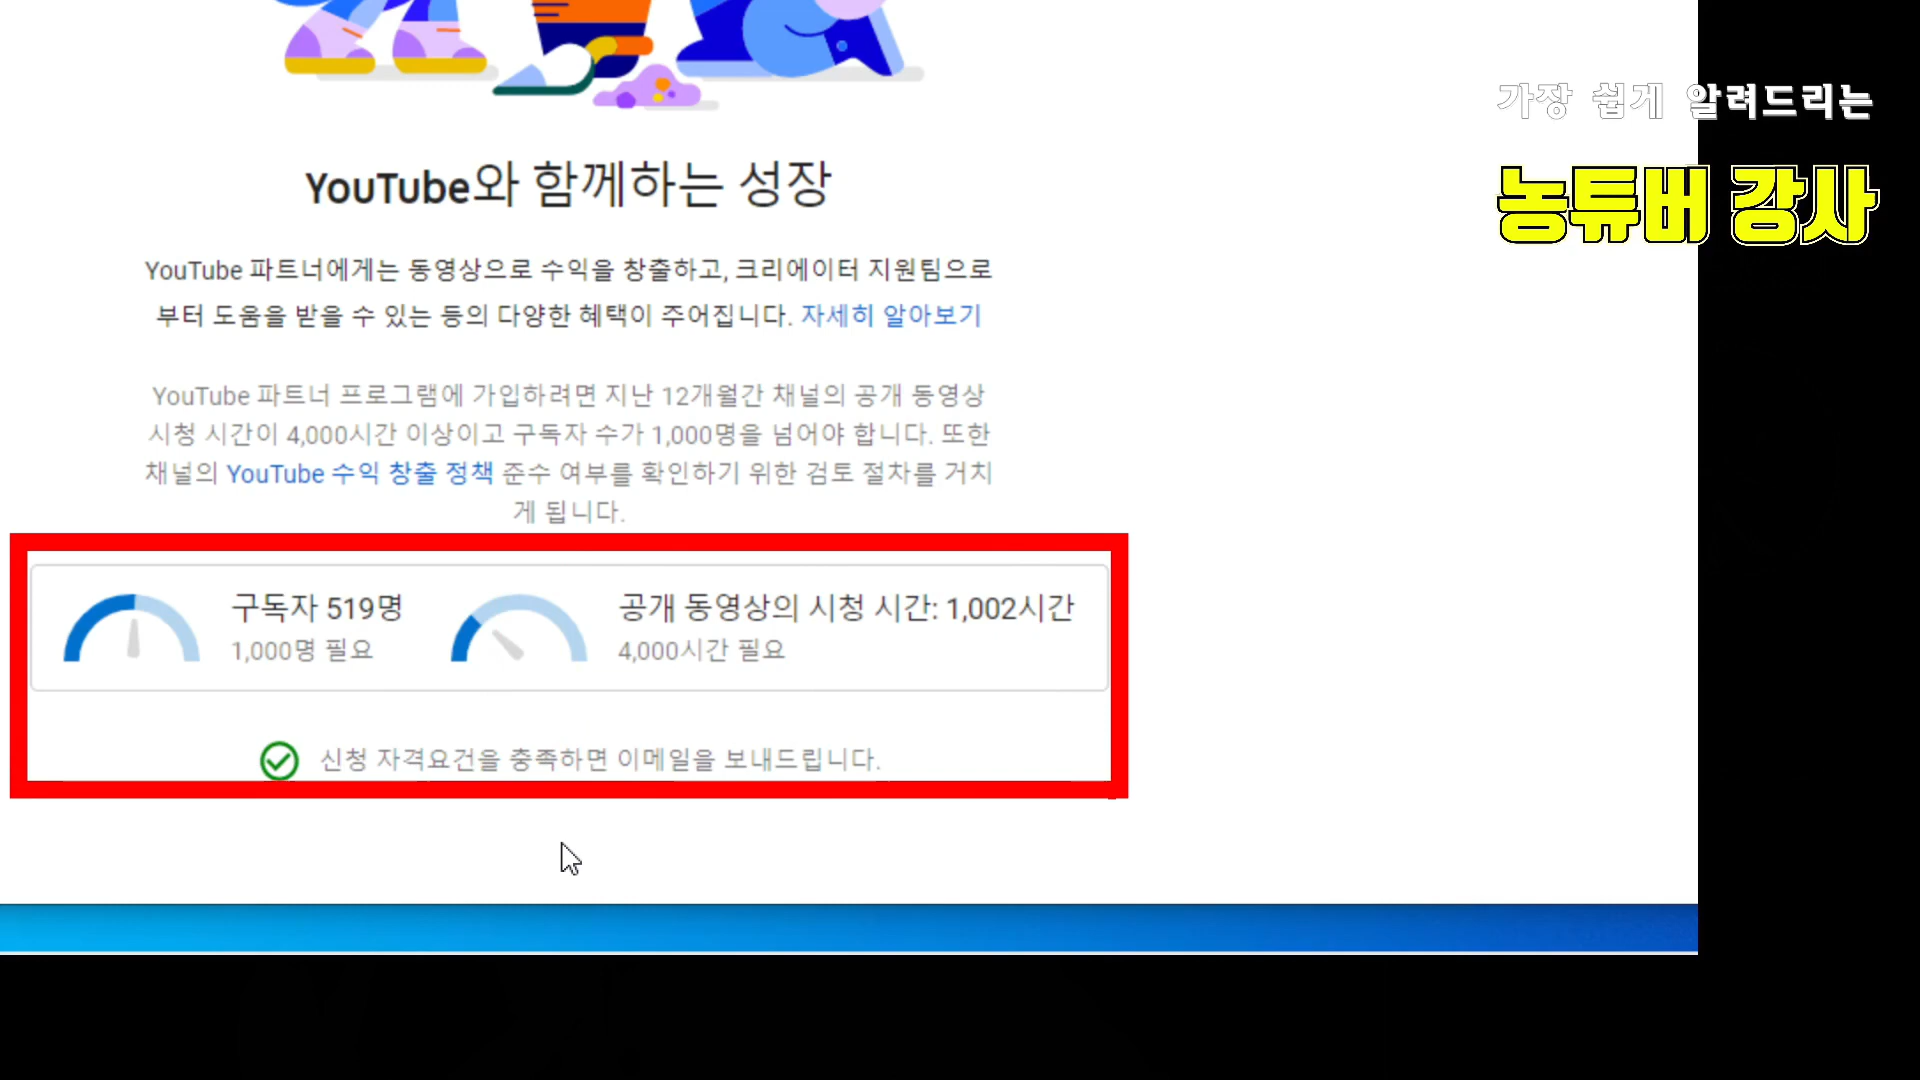 가장 쉽게 알려드리는
농튜버 강사
YouTube와 함께하는 성장
YouTube 파트너에게는 동영상으로 수익을 창출하고, 크리에이터 지원팀으로
부터 도움을 받을 수 있는 등의 다양한 혜택이 주어집니다. 자세히 알아보기
YouTube 파트너 프로그램에 가입하려면 지난 12개월간 채널의 공개 동영상
시청 시간이 4,000시간 이상이고 구독자 수가 1,000명을 넘어야 합니다. 또한
채널의 YouTube 수익 창출 정책 준수 여부를 확인하기 위한 검토 절차를 거치
게 됩니다.
구독자 519명
1,000명 필요
공개 동영상의 시청 시간: 1,002시간
4,000시간 필요
신청 자격요건을 충족하면 이메일을 보내드립니다.